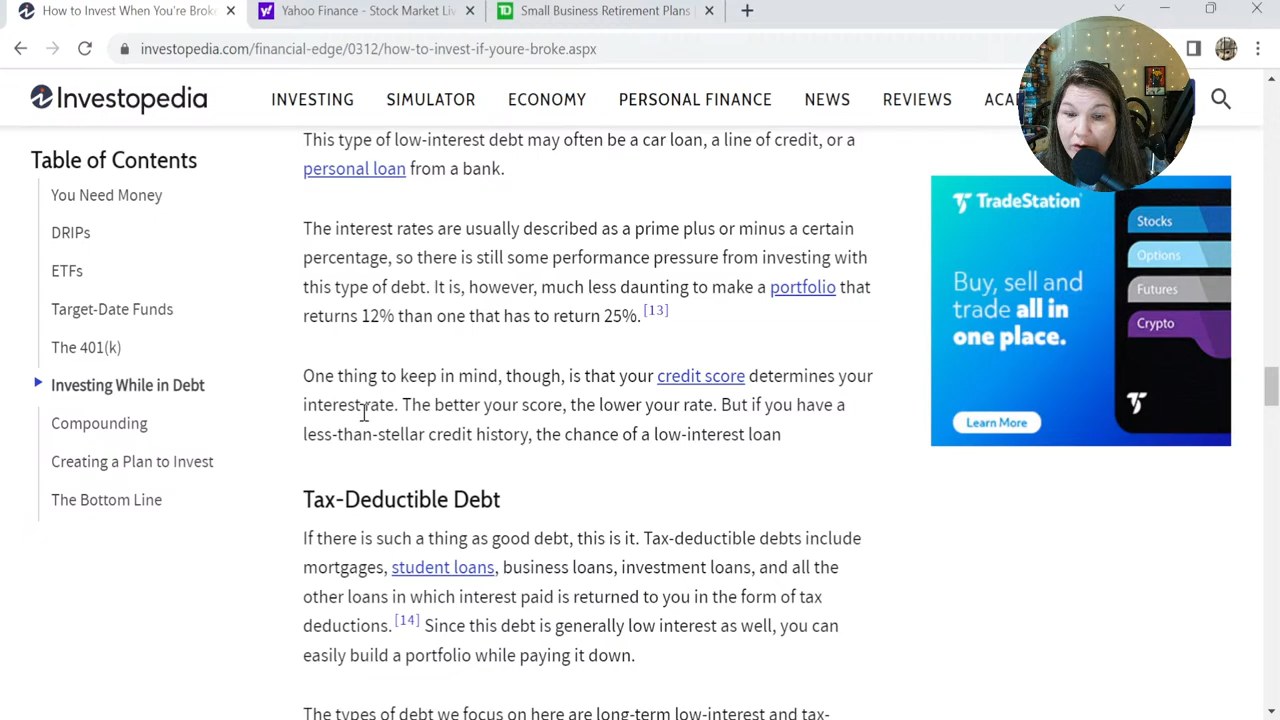 How to Invest When You're Broke
Yahoo Finance - Stock Market Li
Small Business Retirement Plans
investopedia.com/financial-edge/0312/how-to-invest-if-youre-broke.aspx
Investopedia
INVESTING
SIMULATOR
ECONOMY
PERSONAL FINANCE
NEWS
REVIEWS
ACA
Table of Contents
You Need Money
DRIPs
ETFs
Target-Date Funds
The 401(k)
Investing While in Debt
Compounding
Creating a Plan to Invest
The Bottom Line
This type of low-interest debt may often be a car loan, a line of credit, or a
personal loan from a bank.
The interest rates are usually described as a prime plus or minus a certain
percentage, so there is still some performance pressure from investing with
this type of debt. It is, however, much less daunting to make a portfolio that
returns 12% than one that has to return 25%. [13]
One thing to keep in mind, though, is that your credit score determines your
interest rate. The better your score, the lower your rate. But if you have a
less-than-stellar credit history, the chance of a low-interest loan
Tax-Deductible Debt
If there is such a thing as good debt, this is it. Tax-deductible debts include
mortgages, student loans, business loans, investment loans, and all the
other loans in which interest paid is returned to you in the form of tax
deductions. [14] Since this debt is generally low interest as well, you can
easily build a portfolio while paying it down.
The types of debt we focus on here are long-term low-interest and tax-
TradeStation
Buy, sell and
trade all in
one place.
Learn More
Stocks
Options
Futures
Crypto